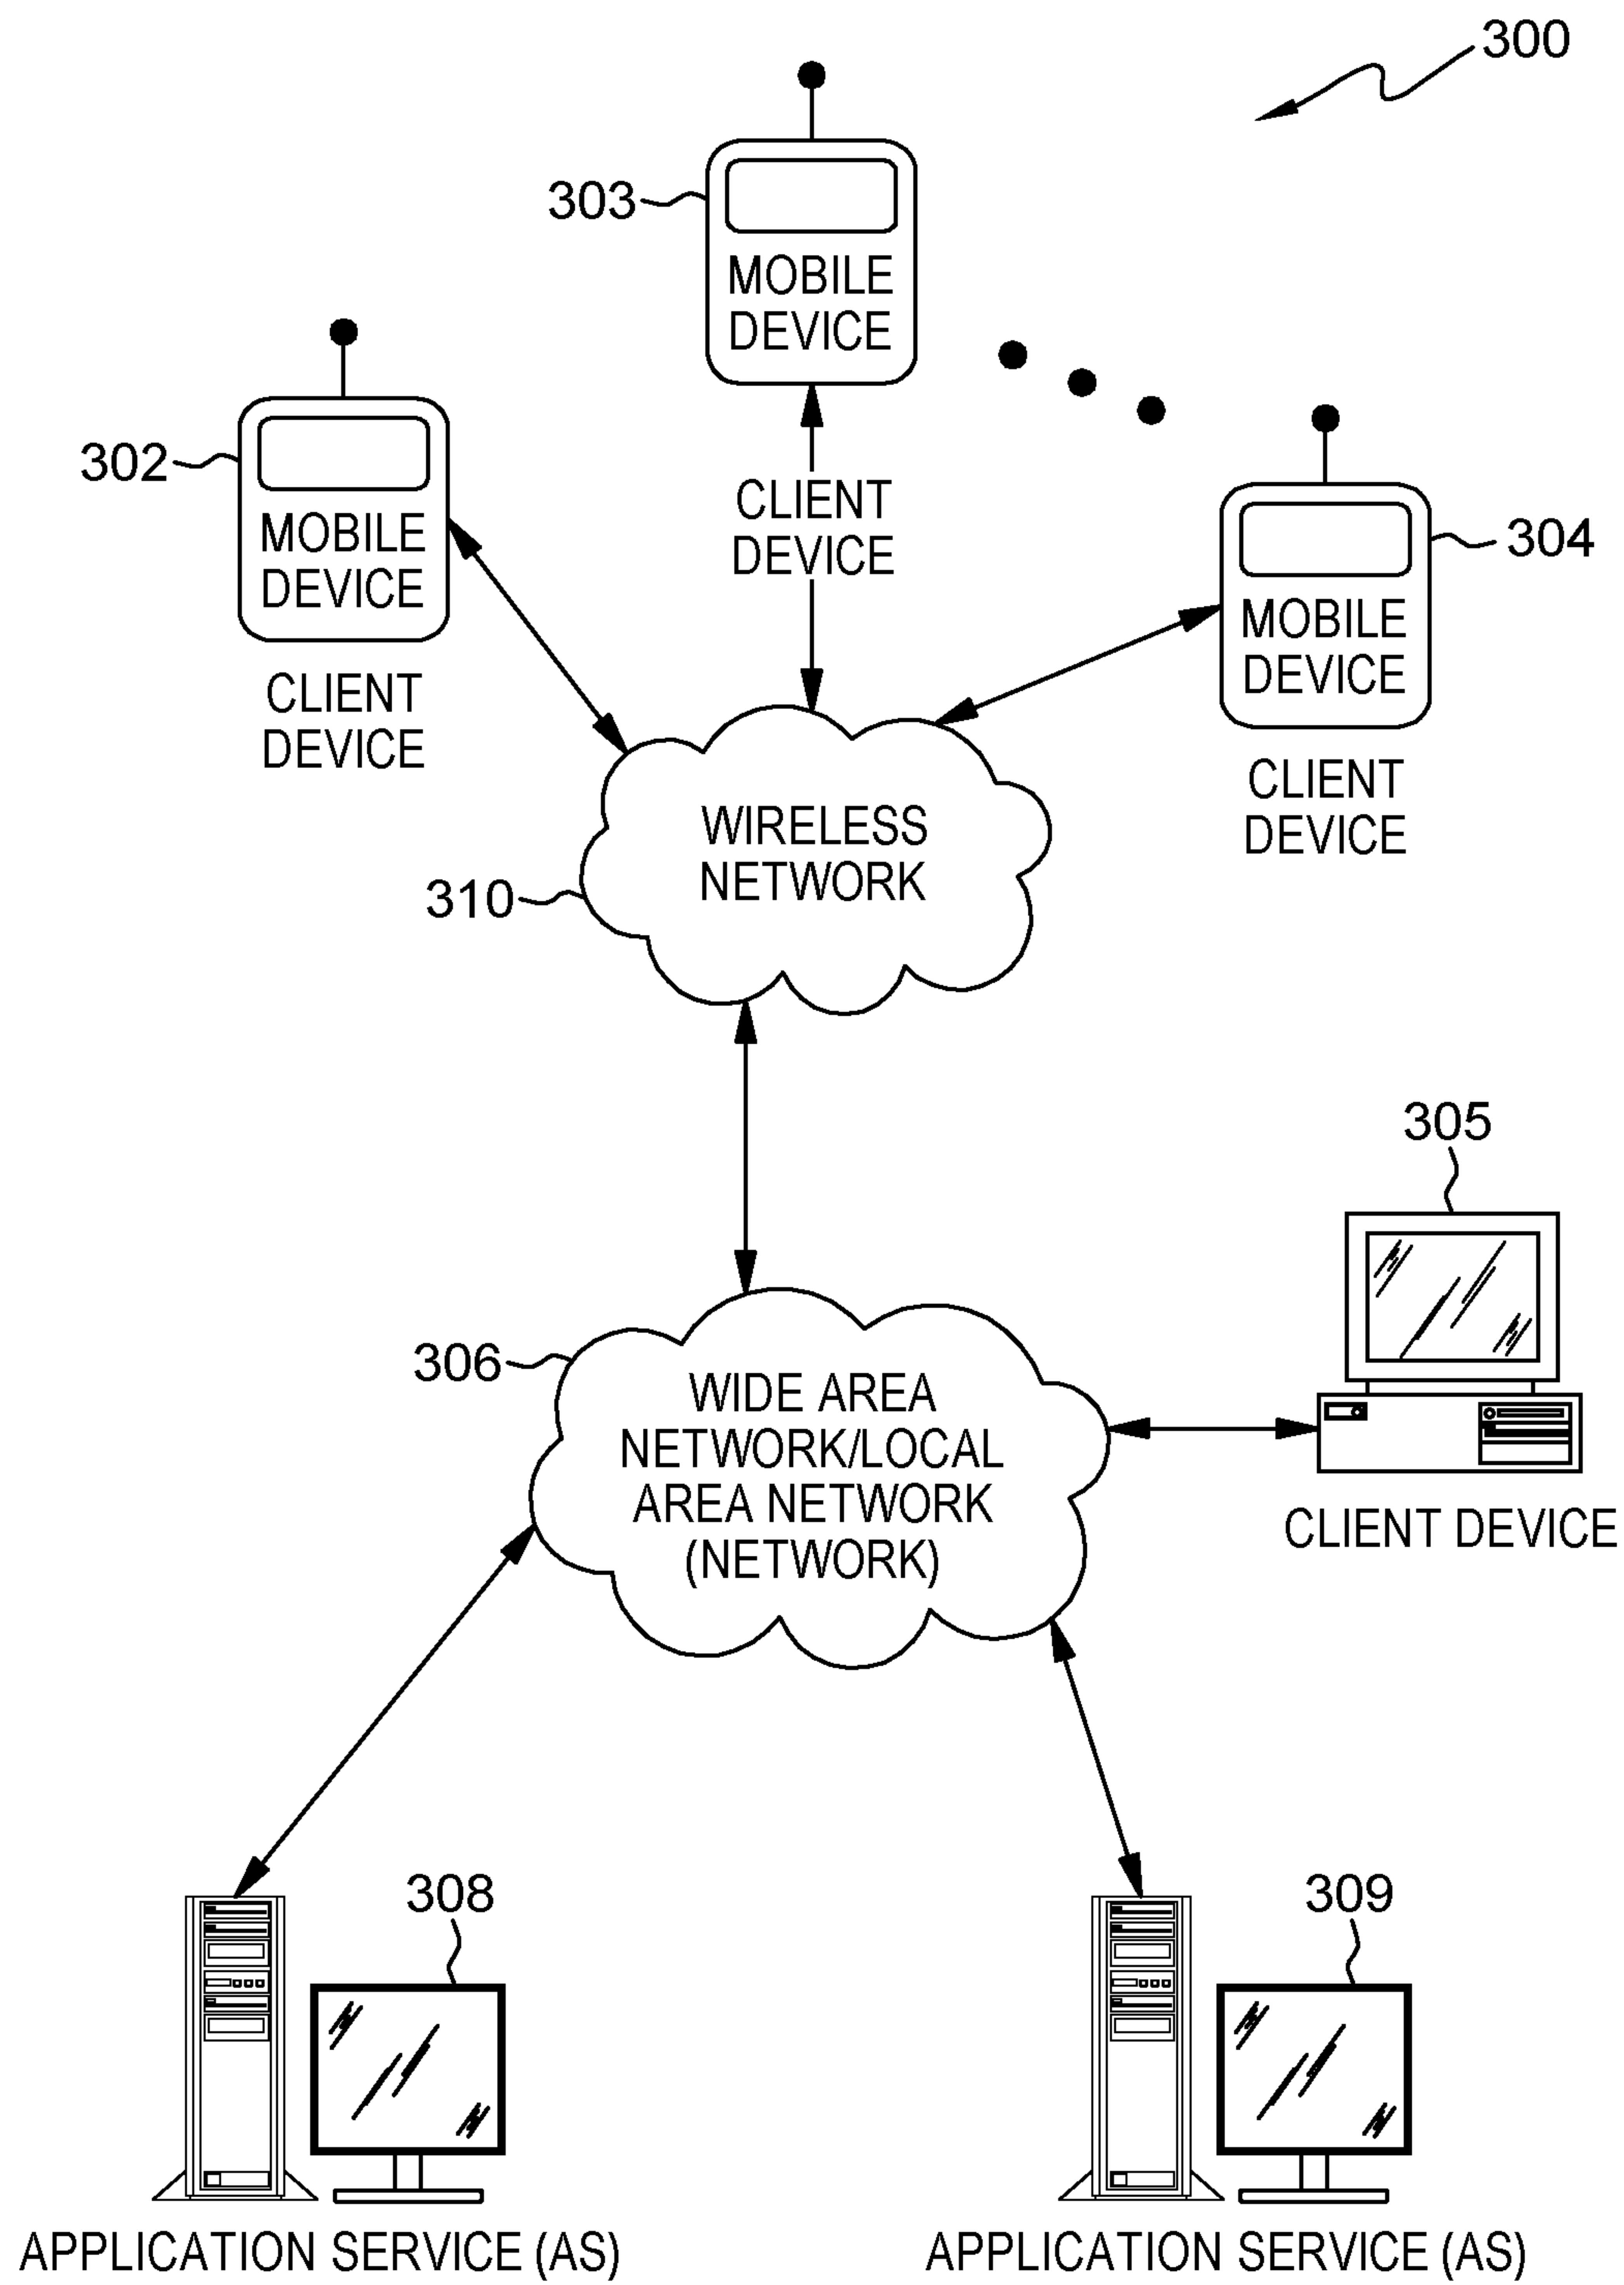 300
303
MOBILE
DEVICE
302
MOBILE
DEVICE
CLIENT
DEVICE
304
MOBILE
DEVICE
CLIENT
DEVICE
CLIENT
DEVICE
WIRELESS
NETWORK
310
305
306
WIDE AREA
NETWORK/LOCAL
AREA NETWORK
(NETWORK)
CLIENT DEVICE
308
309
APPLICATION SERVICE (AS)
APPLICATION SERVICE (AS)